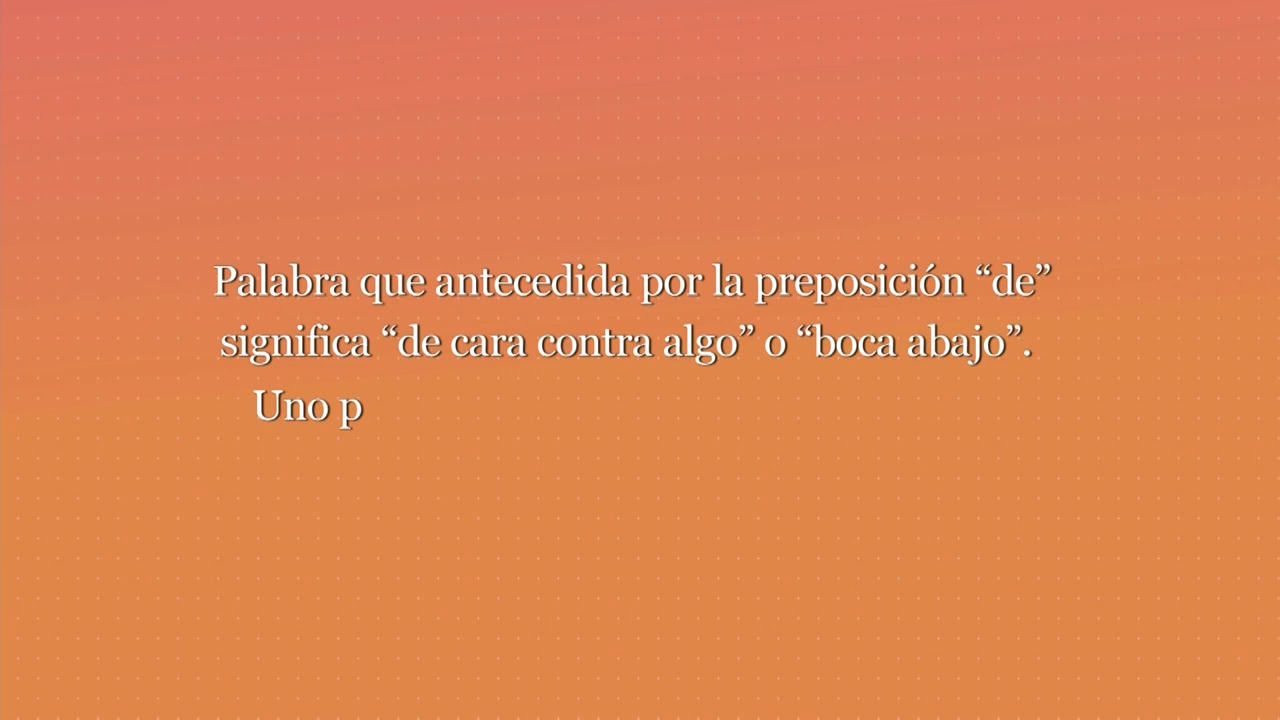 Palabra que antecedida por la preposición “de”
significa “de cara contra algo” o “boca abajo”.
Uno p